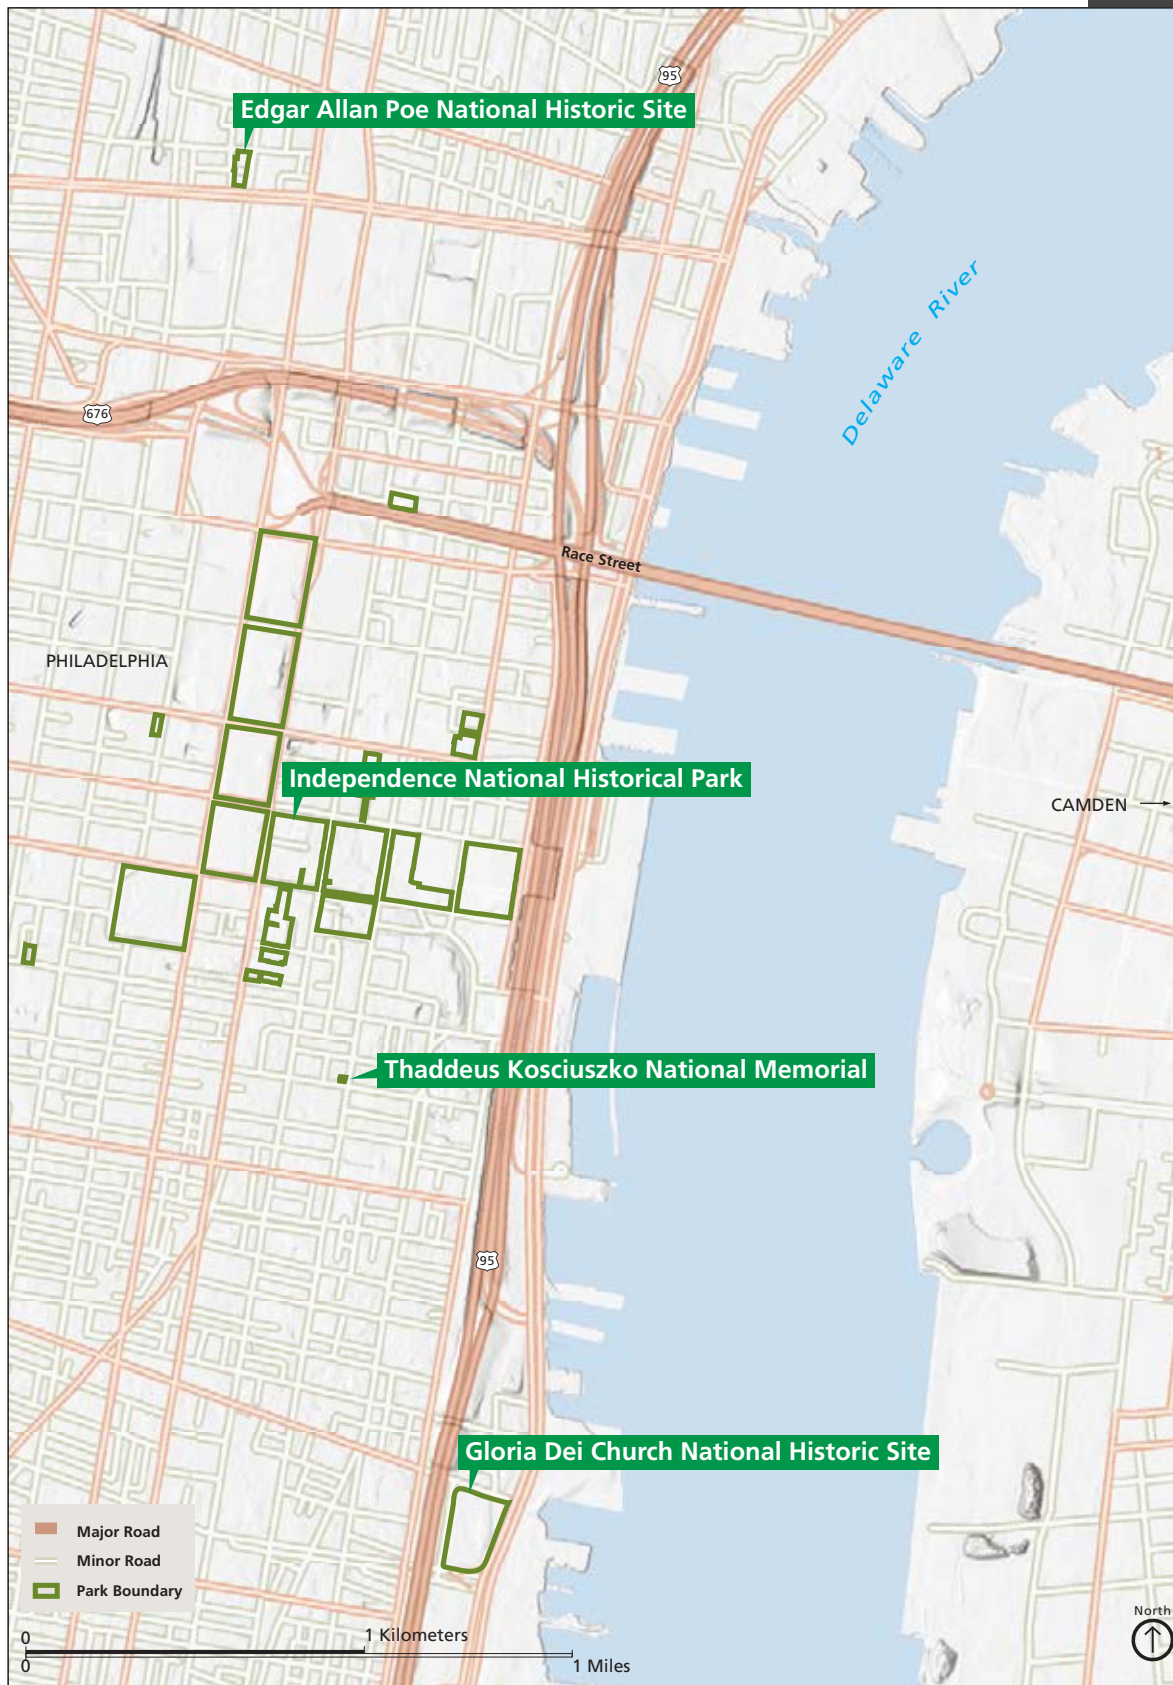 95
Edgar Allan Poe National Historic Site
Delaware River
676
Race Street
PHILADELPHIA
Independence National Historical Park
CAMDEN
Thaddeus Kosciuszko National Memorial
95
Gloria Dei Church National Historic Site
Major Road
Minor Road
Park Boundary
North
0
1 Kilometers
0
1 Miles